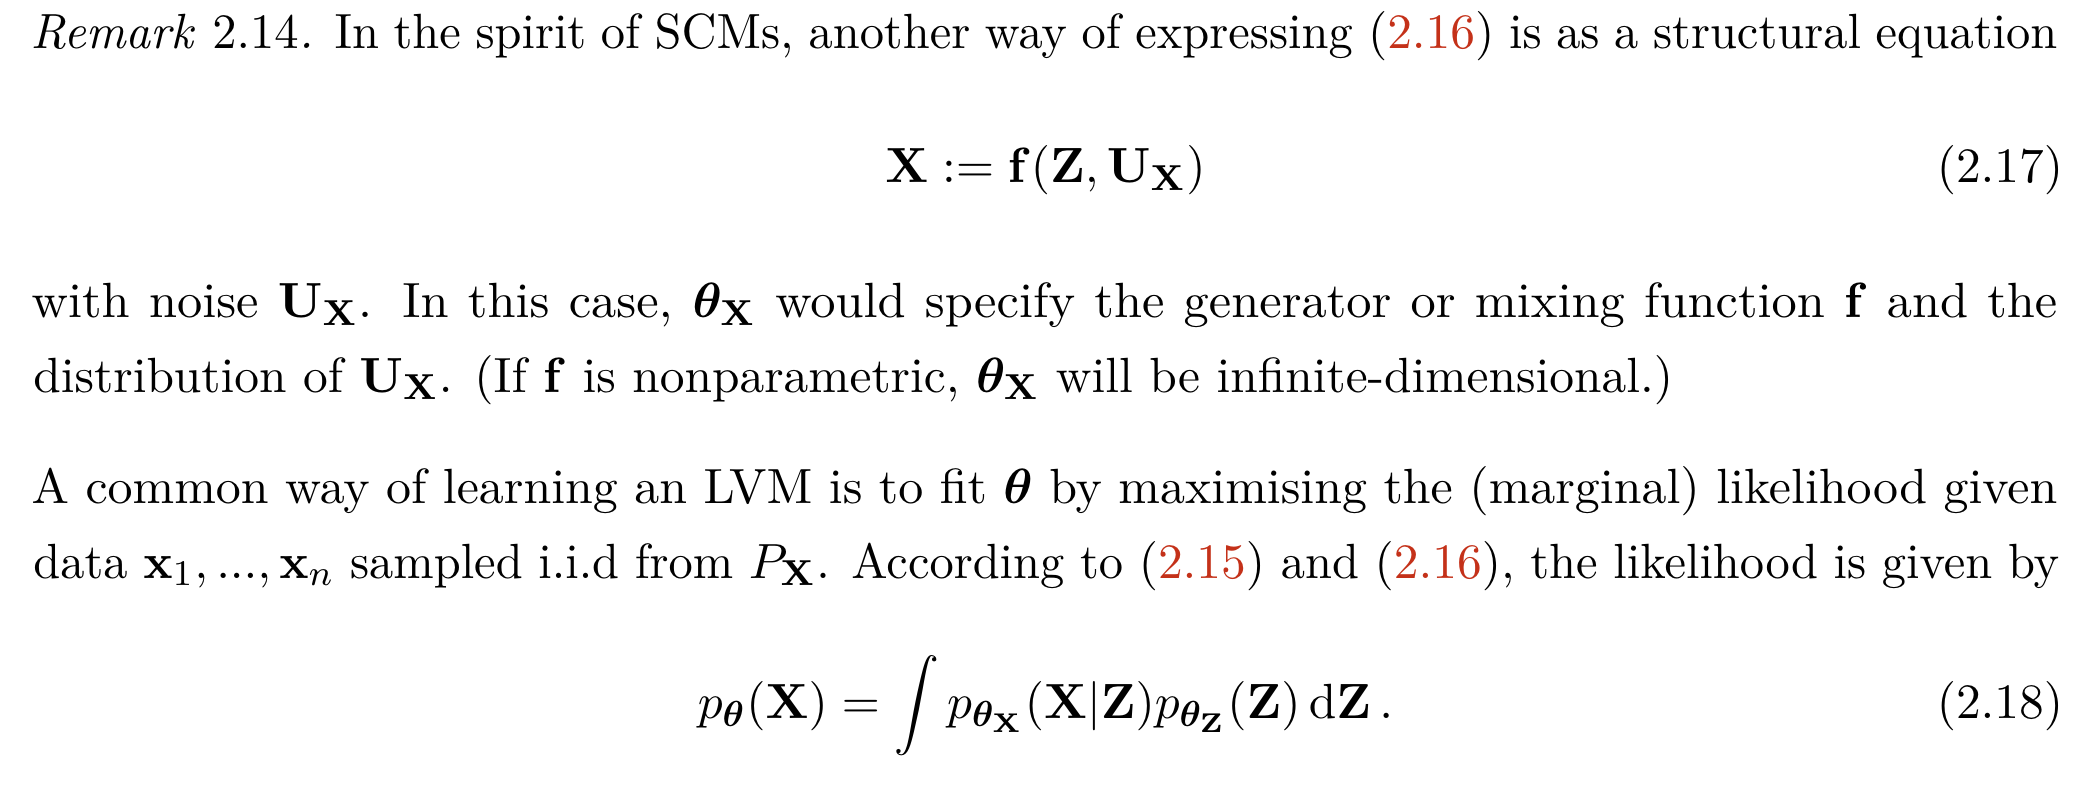 Remark 2.14. In the spirit of SCMs, another way of expressing (2.16) is as a structural equation
X := f(Z, U_X) (2.17)
with noise U_X. In this case, θ_X would specify the generator or mixing function f and the
distribution of U_X. (If f is nonparametric, θ_X will be infinite-dimensional.)
A common way of learning an LVM is to fit θ by maximising the (marginal) likelihood given
data x_1, ..., x_n sampled i.i.d from P_X. According to (2.15) and (2.16), the likelihood is given by
p_θ(X) = ∫ p_{θ_X}(X|Z)p_{θ_Z}(Z) dZ . (2.18)